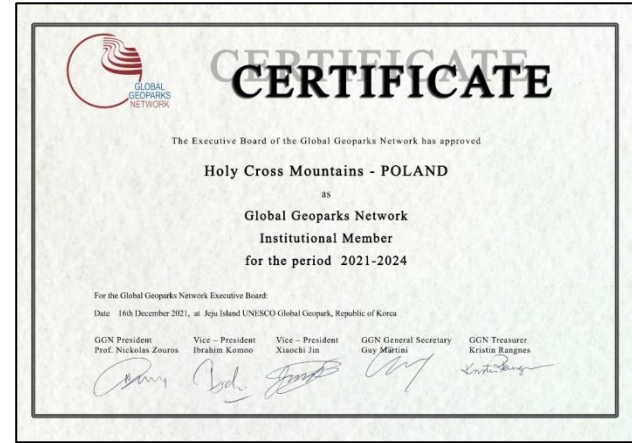 GLOBAL
GEOPARKS
NETWORK
CERTIFICATE
The Executive Board of the Global Geoparks Network has approved
Holy Cross Mountains - POLAND
as
Global Geoparks Network
Institutional Member
for the period 2021-2024
For the Global Geoparks Network Executive Board:
Date 16th December 2021, at Jeju Island UNESCO Global Geopark, Republic of Korea
GGN President Vice – President Vice – President GGN General Secretary GGN Treasurer
Prof. Nickolas Zouros Ibrahim Komoo Xiaochi Jin Guy Martini Kristin Rangnes